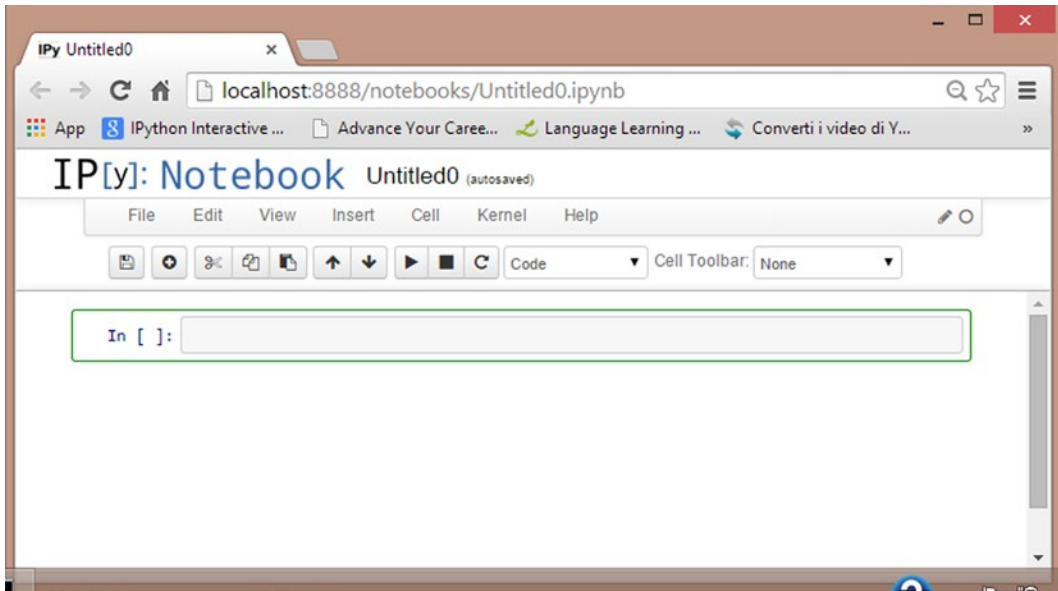 IPy Untitled0
localhost:8888/notebooks/Untitled0.ipynb
App 8 IPython Interactive ... Advance Your Caree... Language Learning ... Converti i video di Y... »
IP[y]: Notebook Untitled0 (autosaved)
File Edit View Insert Cell Kernel Help
Code Cell Toolbar: None
In [ ]: